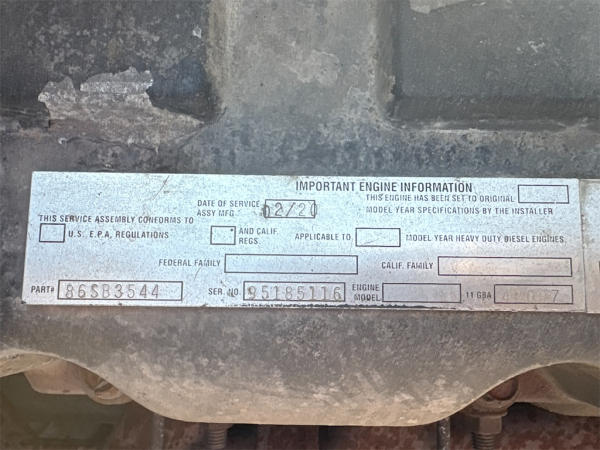 IMPORTANT ENGINE INFORMATION
DATE OF SERVICE
ASSY MFG. 02/20
THIS ENGINE HAS BEEN SET TO ORIGINAL
MODEL YEAR SPECIFICATIONS BY THE INSTALLER
THIS SERVICE ASSEMBLY CONFORMS TO
U.S. E.P.A. REGULATIONS
AND CALIF.
REGS.
APPLICABLE TO
MODEL YEAR HEAVY DUTY DIESEL ENGINES.
FEDERAL FAMILY
CALIF. FAMILY
PART# 86SB3544
SER. NO. 95185116
ENGINE
MODEL
11 GBA